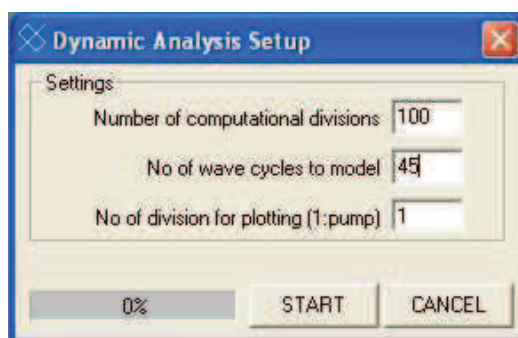 Dynamic Analysis Setup
Settings
Number of computational divisions 100
No of wave cycles to model 45
No of division for plotting (1:pump) 1
0% START CANCEL